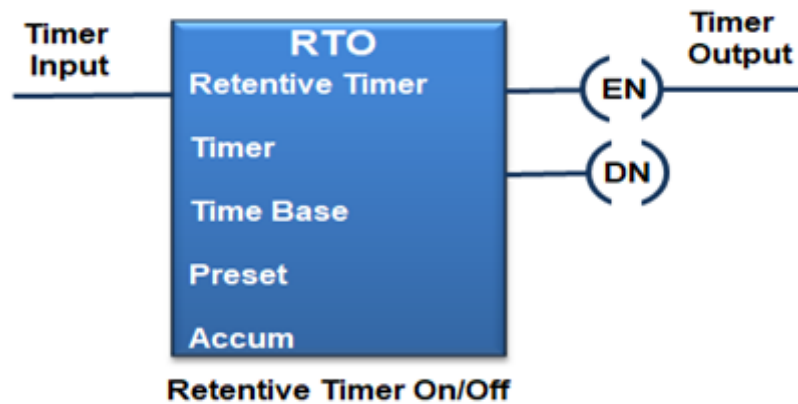 Timer
Input
RTO
Retentive Timer
Timer
Time Base
Preset
Accum
EN
DN
Timer
Output
Retentive Timer On/Off